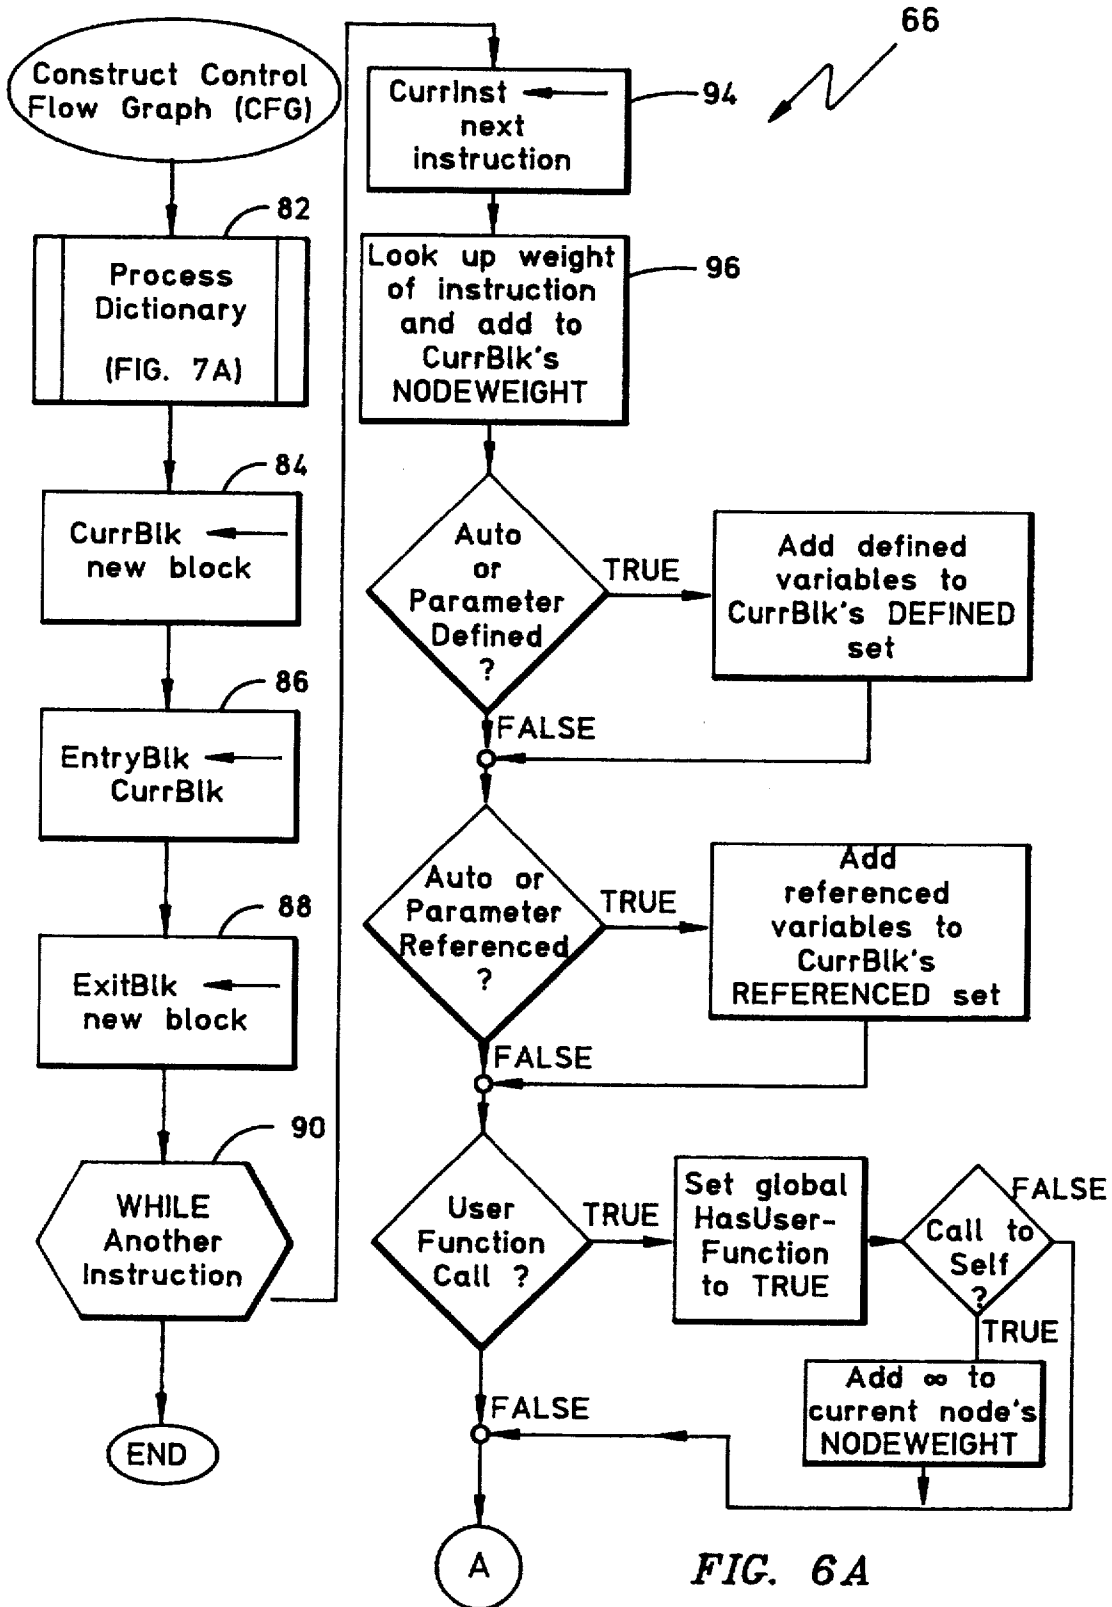 Construct Control
Flow Graph (CFG)
82
Process
Dictionary
(FIG. 7A)
84
CurrBlk
new block
86
EntryBlk
CurrBlk
88
ExitBlk
new block
90
WHILE
Another
Instruction
END
66
CurrInst
next
instruction
94
Look up weight
of instruction
and add to
CurrBlk's
NODEWEIGHT
96
Auto
or
Parameter
Defined
?
TRUE
Add defined
variables to
CurrBlk's DEFINED
set
FALSE
Auto or
Parameter
Referenced
?
TRUE
Add
referenced
variables to
CurrBlk's
REFERENCED set
FALSE
User
Function
Call ?
TRUE
Set global
HasUser-
Function
to TRUE
Call to
Self
?
FALSE
TRUE
Add ∞ to
current node's
NODEWEIGHT
FALSE
A
FIG. 6A